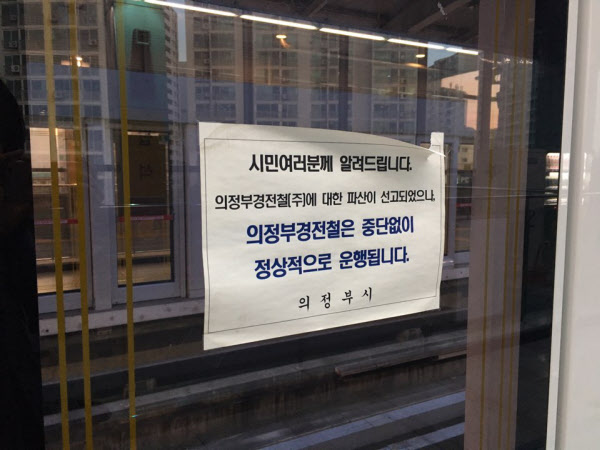 시민여러분께 알려드립니다.
의정부경전철(주)에 대한 파산이 선고되었으나,
의정부경전철은 중단없이
정상적으로 운행됩니다.
의 정 부 시